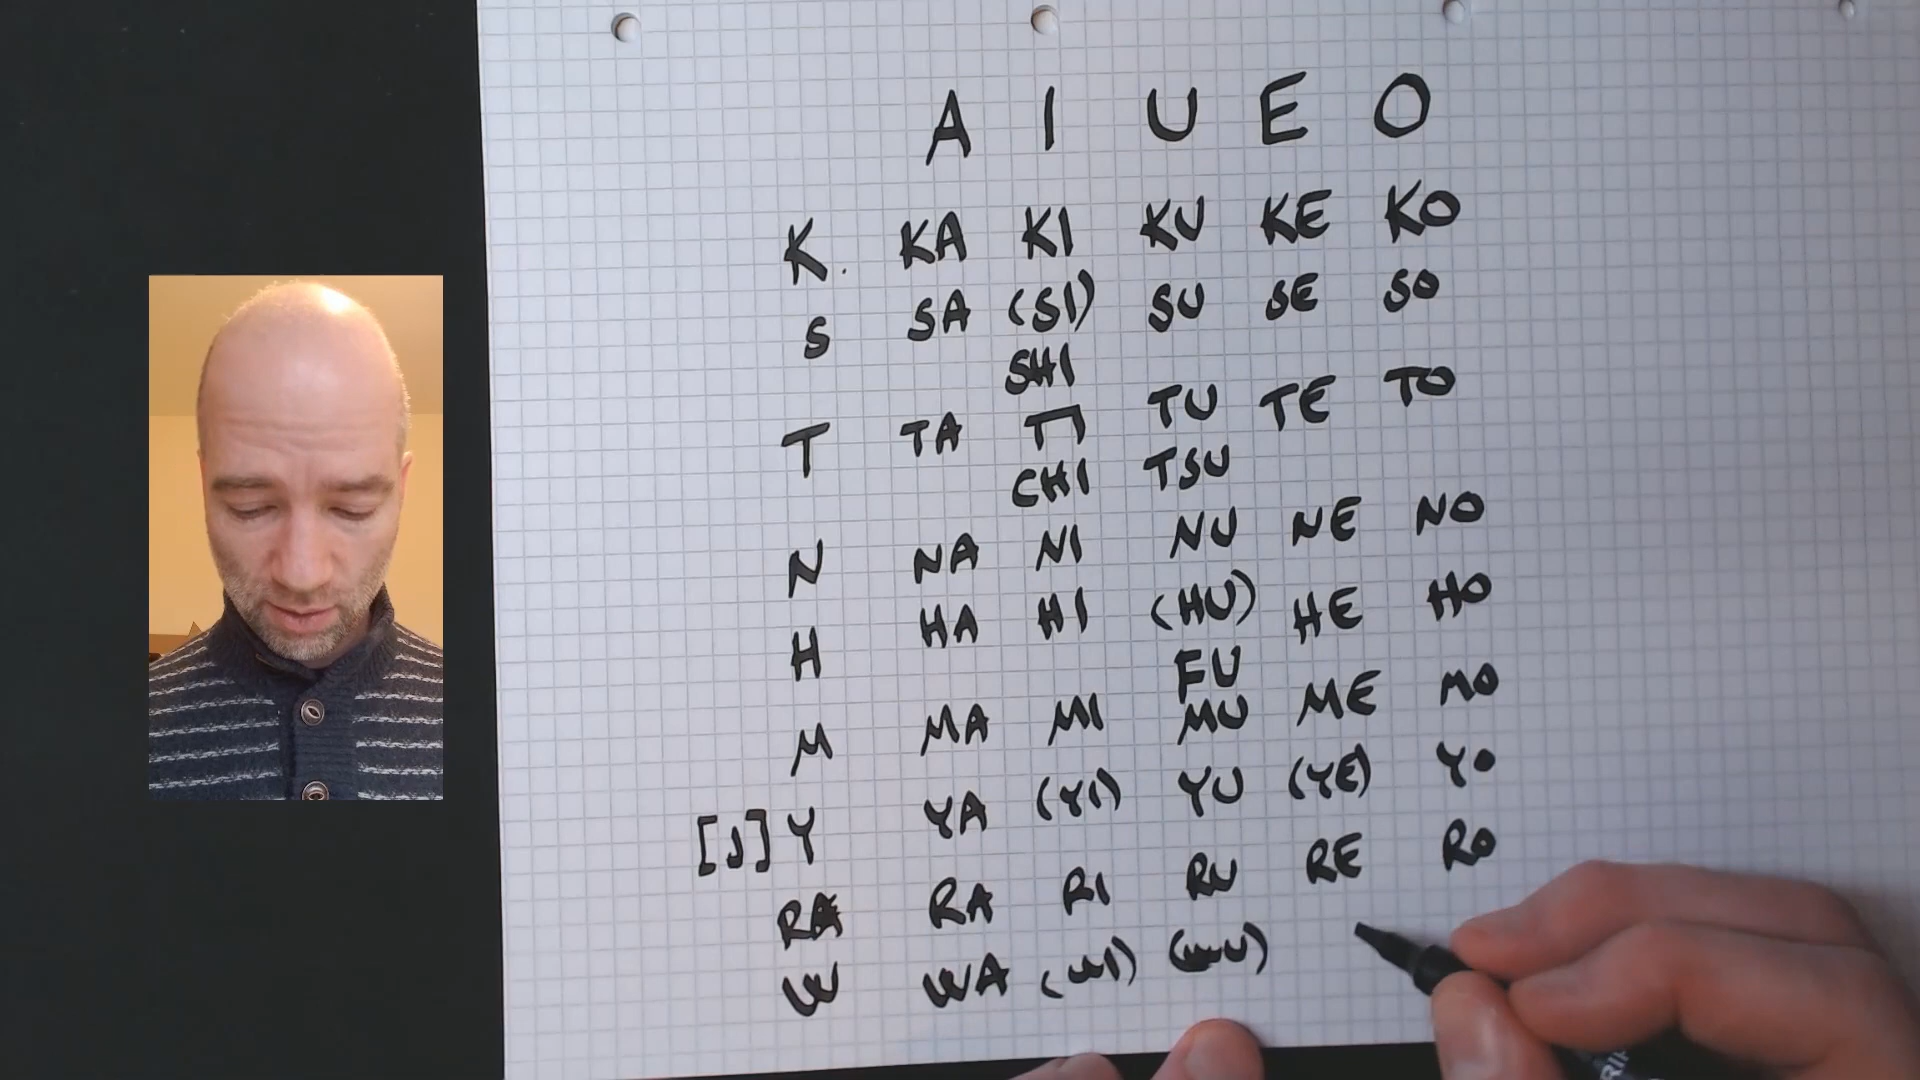 A I U E O
K. KA KI KU KE KO
S SA (SI) SU SE SO
SHI
T TA TI TU TE TO
CHI TSU
N NA NI NU NE NO
H HA HI (HU) HE HO
FU
M MA MI MU ME MO
[J] Y YA (YI) YU (YE) YO
RA RA RI RU RE RO
W WA (WI) (WU)